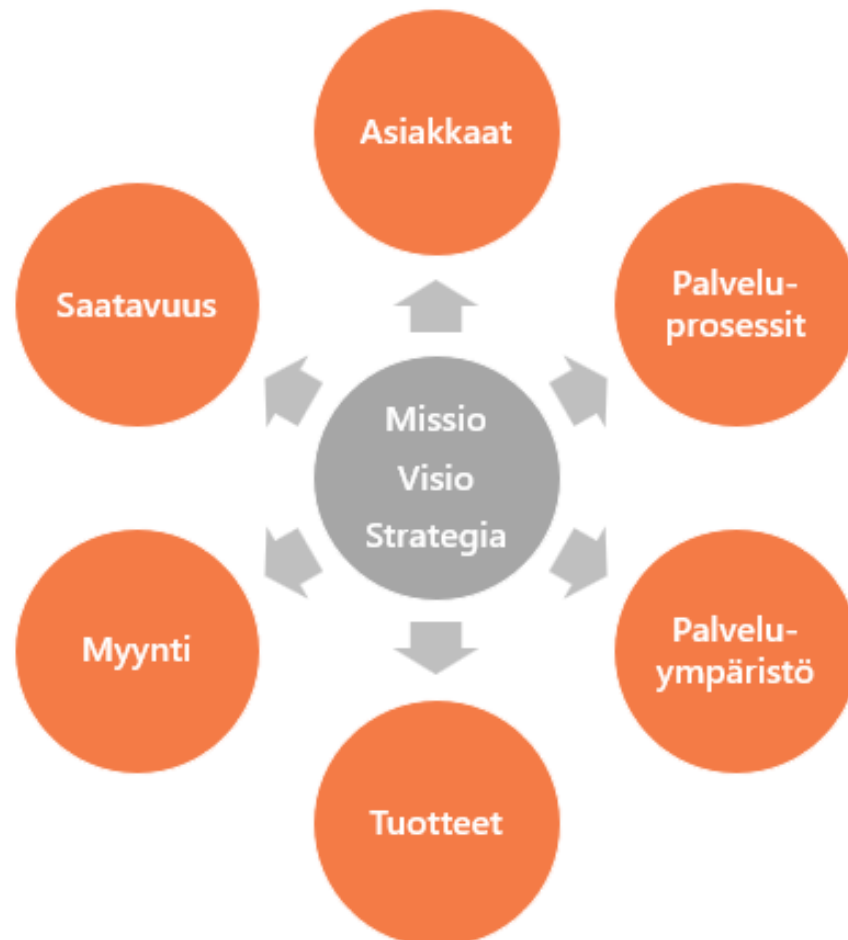 Asiakkaat
Saatavuus
Palvelu-
prosessit
Missio
Visio
Strategia
Myynti
Palvelu-
ympäristö
Tuotteet